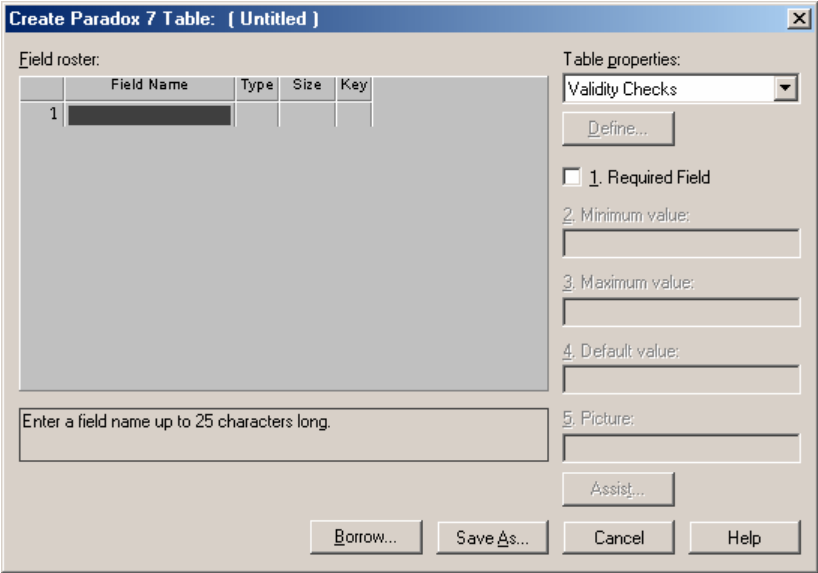 Create Paradox 7 Table: ( Untitled )
Field roster:
Field Name Type Size Key
1
Enter a field name up to 25 characters long.
Table properties:
Validity Checks
Define...
1. Required Field
2. Minimum value:
3. Maximum value:
4. Default value:
5. Picture:
Assist...
Borrow... Save As... Cancel Help